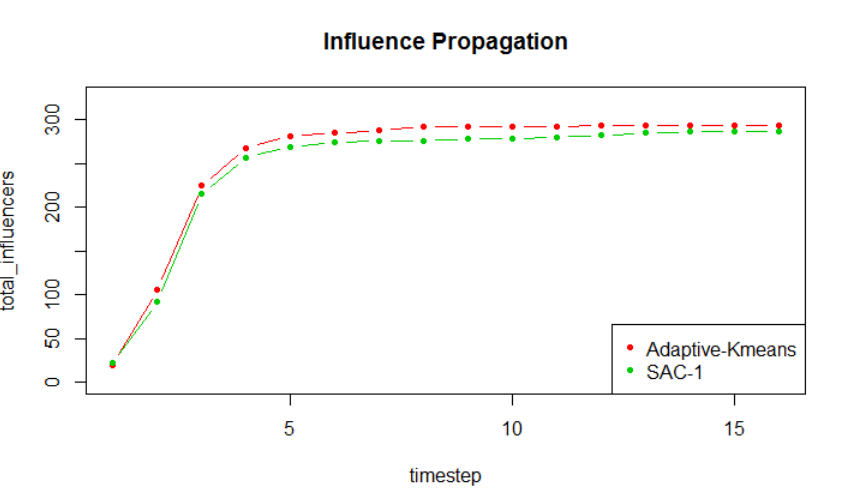 Influence Propagation
total_influencers
300
200
100
50
0
5
10
15
timestep
Adaptive-Kmeans
SAC-1